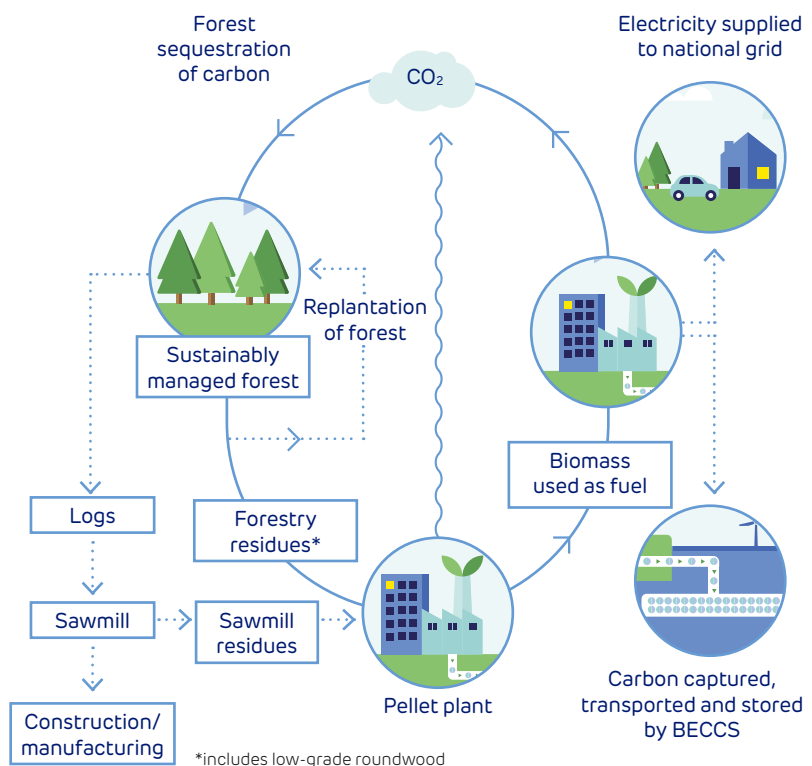 Forest
sequestration
of carbon
CO₂
Electricity supplied
to national grid
Replantation
of forest
Sustainably
managed forest
Biomass
used as fuel
Logs
Forestry
residues*
Sawmill
Sawmill
residues
Pellet plant
Carbon captured,
transported and stored
by BECCS
Construction/
manufacturing
*includes low-grade roundwood